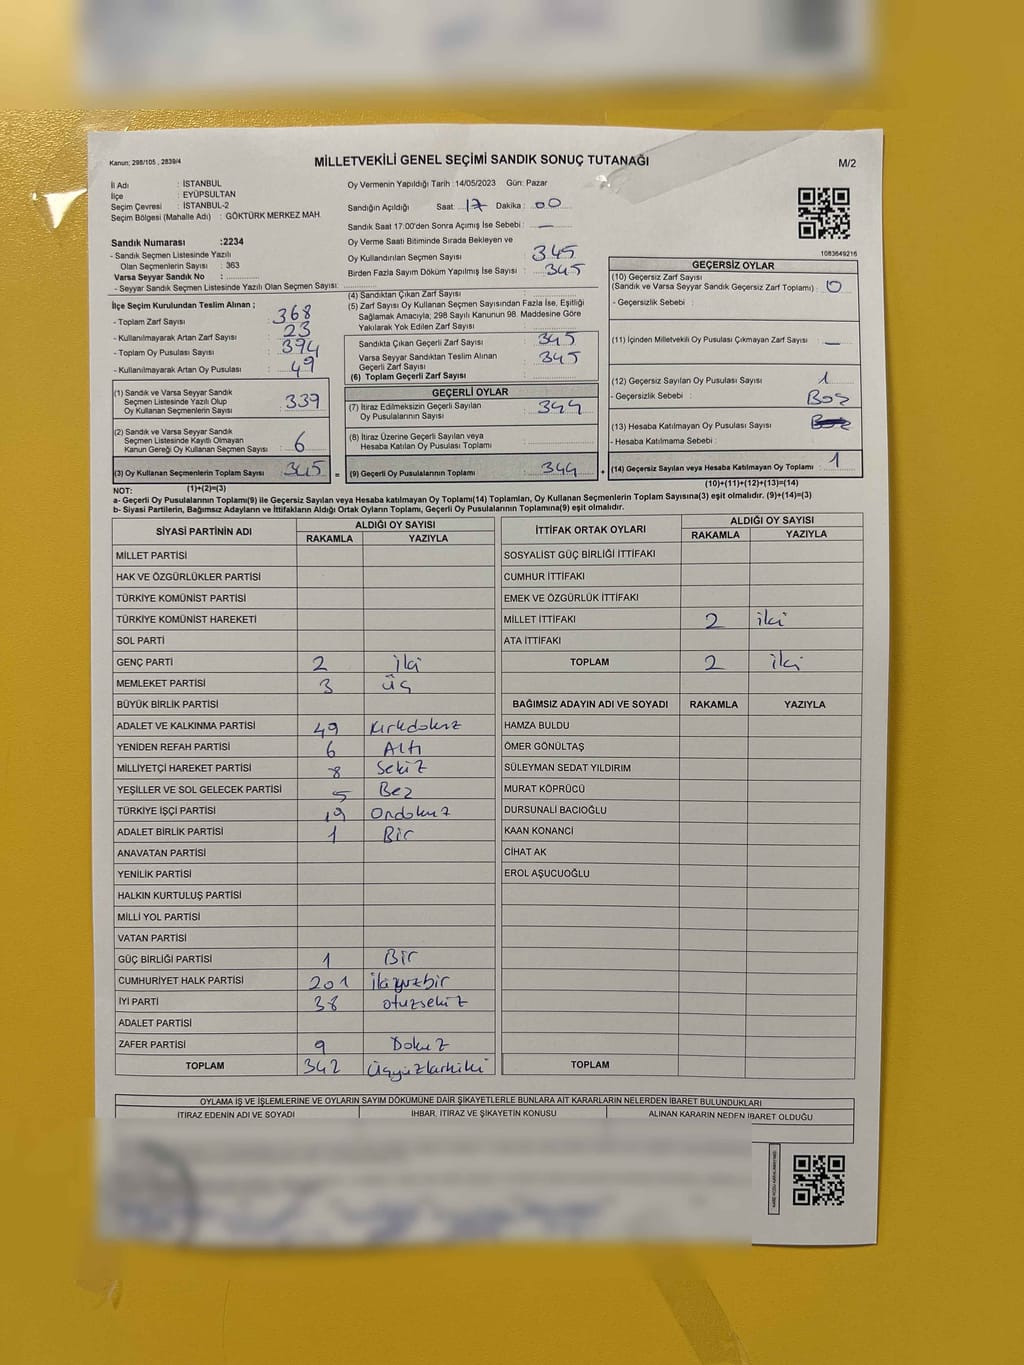 Kanun; 298/105 , 2839/4
MİLLETVEKİLİ GENEL SEÇİMİ SANDIK SONUÇ TUTANAĞI
M/2
İl Adı : İSTANBUL
İlçe : EYÜPSULTAN
Seçim Çevresi : İSTANBUL-2
Seçim Bölgesi (Mahalle Adı) : GÖKTÜRK MERKEZ MAH.
Sandık Numarası :2234
- Sandık Seçmen Listesinde Yazılı
Olan Seçmenlerin Sayısı : 363
Varsa Seyyar Sandık No :
- Seyyar Sandık Seçmen Listesinde Yazılı Olan Seçmen Sayısı:
Oy Vermenin Yapıldığı Tarih :14/05/2023 Gün: Pazar
Sandığın Açıldığı Saat : 17 Dakika : 00
Sandık Saat 17:00'den Sonra Açımış İse Sebebi : —
Oy Verme Saati Bitiminde Sırada Bekleyen ve
Oy Kullandırılan Seçmen Sayısı : 345
Birden Fazla Sayım Döküm Yapılmış İse Sayısı : 345
1083649216
İlçe Seçim Kurulundan Teslim Alınan ;
- Toplam Zarf Sayısı : 368
- Kullanılmayarak Artan Zarf Sayısı : 23
- Toplam Oy Pusulası Sayısı : 394
- Kullanılmayarak Artan Oy Pusulası : 49
(4) Sandıktan Çıkan Zarf Sayısı :
(5) Zarf Sayısı Oy Kullanan Seçmen Sayısından Fazla İse, Eşitliği
Sağlamak Amacıyla; 298 Sayılı Kanunun 98. Maddesine Göre
Yakılarak Yok Edilen Zarf Sayısı :
Sandıkta Çıkan Geçerli Zarf Sayısı : 345
Varsa Seyyar Sandıktan Teslim Alınan
Geçerli Zarf Sayısı : 345
(6) Toplam Geçerli Zarf Sayısı :
GEÇERSİZ OYLAR
(10) Geçersiz Zarf Sayısı
(Sandık ve Varsa Seyyar Sandık Geçersiz Zarf Toplamı) : 0
- Geçersizlik Sebebi :
(11) İçinden Milletvekili Oy Pusulası Çıkmayan Zarf Sayısı : —
(12) Geçersiz Sayılan Oy Pusulası Sayısı : 1
- Geçersizlik Sebebi : Boş
(13) Hesaba Katılmayan Oy Pusulası Sayısı :
- Hesaba Katılmama Sebebi :
(14) Geçersiz Sayılan veya Hesaba Katılmayan Oy Toplamı : 1
(10)+(11)+(12)+(13)=(14)
(1) Sandık ve Varsa Seyyar Sandık
Seçmen Listesinde Yazılı Olup
Oy Kullanan Seçmenlerin Sayısı : 339
(2) Sandık ve Varsa Seyyar Sandık
Seçmen Listesinde Kayıtlı Olmayan
Kanun Gereği Oy Kullanan Seçmen Sayısı : 6
(3) Oy Kullanan Seçmenlerin Toplam Sayısı : 345 =
(1)+(2)=(3)
GEÇERLİ OYLAR
(7) İtiraz Edilmeksizin Geçerli Sayılan
Oy Pusulalarının Sayısı : 344
(8) İtiraz Üzerine Geçerli Sayılan veya
Hesaba Katılan Oy Pusulası Toplamı :
(9) Geçerli Oy Pusulalarının Toplamı : 344 +
NOT:
a- Geçerli Oy Pusulalarının Toplamı(9) ile Geçersiz Sayılan veya Hesaba katılmayan Oy Toplamı(14) Toplamları, Oy Kullanan Seçmenlerin Toplam Sayısına(3) eşit olmalıdır. (9)+(14)=(3)
b- Siyasi Partilerin, Bağımsız Adayların ve İttifakların Aldığı Ortak Oyların Toplamı, Geçerli Oy Pusulalarının Toplamına(9) eşit olmalıdır.
SİYASİ PARTİNİN ADI ALDIĞI OY SAYISI
RAKAMLA YAZIYLA
MİLLET PARTİSİ
HAK VE ÖZGÜRLÜKLER PARTİSİ
TÜRKİYE KOMÜNİST PARTİSİ
TÜRKİYE KOMÜNİST HAREKETİ
SOL PARTİ
GENÇ PARTİ 2 iki
MEMLEKET PARTİSİ 3 üç
BÜYÜK BİRLİK PARTİSİ
ADALET VE KALKINMA PARTİSİ 49 Kırkdokuz
YENİDEN REFAH PARTİSİ 6 Altı
MİLLİYETÇİ HAREKET PARTİSİ 8 Sekiz
YEŞİLLER VE SOL GELECEK PARTİSİ 5 Beş
TÜRKİYE İŞÇİ PARTİSİ 19 Ondokuz
ADALET BİRLİK PARTİSİ 1 Bir
ANAVATAN PARTİSİ
YENİLİK PARTİSİ
HALKIN KURTULUŞ PARTİSİ
MİLLİ YOL PARTİSİ
VATAN PARTİSİ
GÜÇ BİRLİĞİ PARTİSİ 1 Bir
CUMHURİYET HALK PARTİSİ 201 ikiyüzbir
İYİ PARTİ 38 otuzsekiz
ADALET PARTİSİ
ZAFER PARTİSİ 9 Dokuz
TOPLAM 342 üçyüzkırkiki
İTTİFAK ORTAK OYLARI ALDIĞI OY SAYISI
RAKAMLA YAZIYLA
SOSYALİST GÜÇ BİRLİĞİ İTTİFAKI
CUMHUR İTTİFAKI
EMEK VE ÖZGÜRLÜK İTTİFAKI
MİLLET İTTİFAKI 2 iki
ATA İTTİFAKI
TOPLAM 2 iki
BAĞIMSIZ ADAYIN ADI VE SOYADI RAKAMLA YAZIYLA
HAMZA BULDU
ÖMER GÖNÜLTAŞ
SÜLEYMAN SEDAT YILDIRIM
MURAT KÖPRÜCÜ
DURSUNALİ BACIOĞLU
KAAN KONANCİ
CİHAT AK
EROL AŞUCUOĞLU
TOPLAM
OYLAMA İŞ VE İŞLEMLERİNE VE OYLARIN SAYIM DÖKÜMÜNE DAİR ŞİKAYETLERLE BUNLARA AİT KARARLARIN NELERDEN İBARET BULUNDUKLARI
İTİRAZ EDENİN ADI VE SOYADI İHBAR, İTİRAZ VE ŞİKAYETİN KONUSU ALINAN KARARIN NEDEN İBARET OLDUĞU